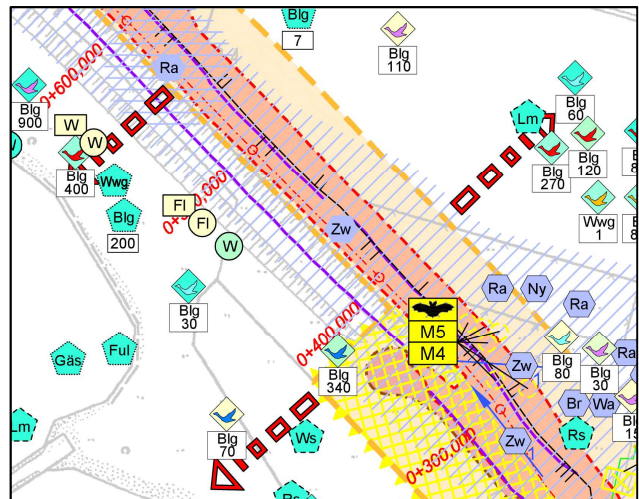 Blg
7
Blg
110
Ra
Blg
900
0+600,000
Blg
60
Lm
W
W
Blg
400
Wwg
Blg
270
Blg
120
Blg
200
Fl
Fl
W
Zw
Wwg
1
Blg
30
Ra
Ny
Ra
0+400,000
M5
M4
Gäs
Ful
Blg
340
Blg
80
Blg
30
Ra
Zw
Br
Wa
Lm
Blg
70
Ws
Zw
Rs
0+300,000